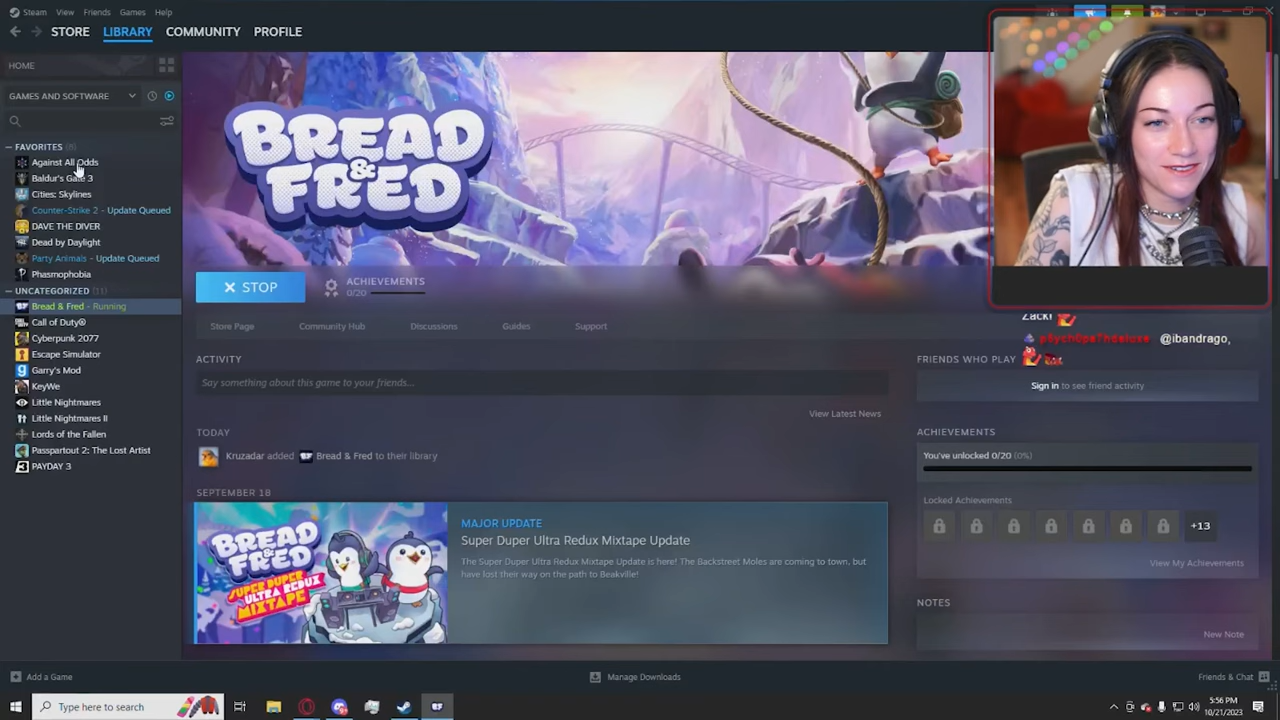 Steam View Friends Games Help
STORE LIBRARY COMMUNITY PROFILE
HOME
GAMES AND SOFTWARE
FAVORITES (8)
Against All Odds
Baldur's Gate 3
Cities: Skylines
Counter-Strike 2 - Update Queued
DAVE THE DIVER
Dead by Daylight
Party Animals - Update Queued
Phasmophobia
UNCATEGORIZED (11)
Bread & Fred - Running
Call of Duty®
Cyberpunk 2077
Escape Simulator
Garry's Mod
KeyWe
Little Nightmares
Little Nightmares II
Lords of the Fallen
Passpartout 2: The Lost Artist
PAYDAY 3
BREAD
&
FRED
STOP
ACHIEVEMENTS
0/20
Store Page Community Hub Discussions Guides Support
ACTIVITY
Say something about this game to your friends...
View Latest News
TODAY
Kruzadar added Bread & Fred to their library
SEPTEMBER 18
BREAD
& FRED
SUPER DUPER
ULTRA REDUX
MIXTAPE
MAJOR UPDATE
Super Duper Ultra Redux Mixtape Update
The Super Duper Ultra Redux Mixtape Update is here! The Backstreet Moles are coming to town, but
have lost their way on the path to Beakville!
Zacky
psych0pa7hdeluxe @ibandrago,
FRIENDS WHO PLAY
Sign in to see friend activity
ACHIEVEMENTS
You've unlocked 0/20 (0%)
Locked Achievements
+13
View My Achievements
NOTES
New Note
Add a Game
Manage Downloads
Friends & Chat
Type here to search
5:56 PM
10/21/2023